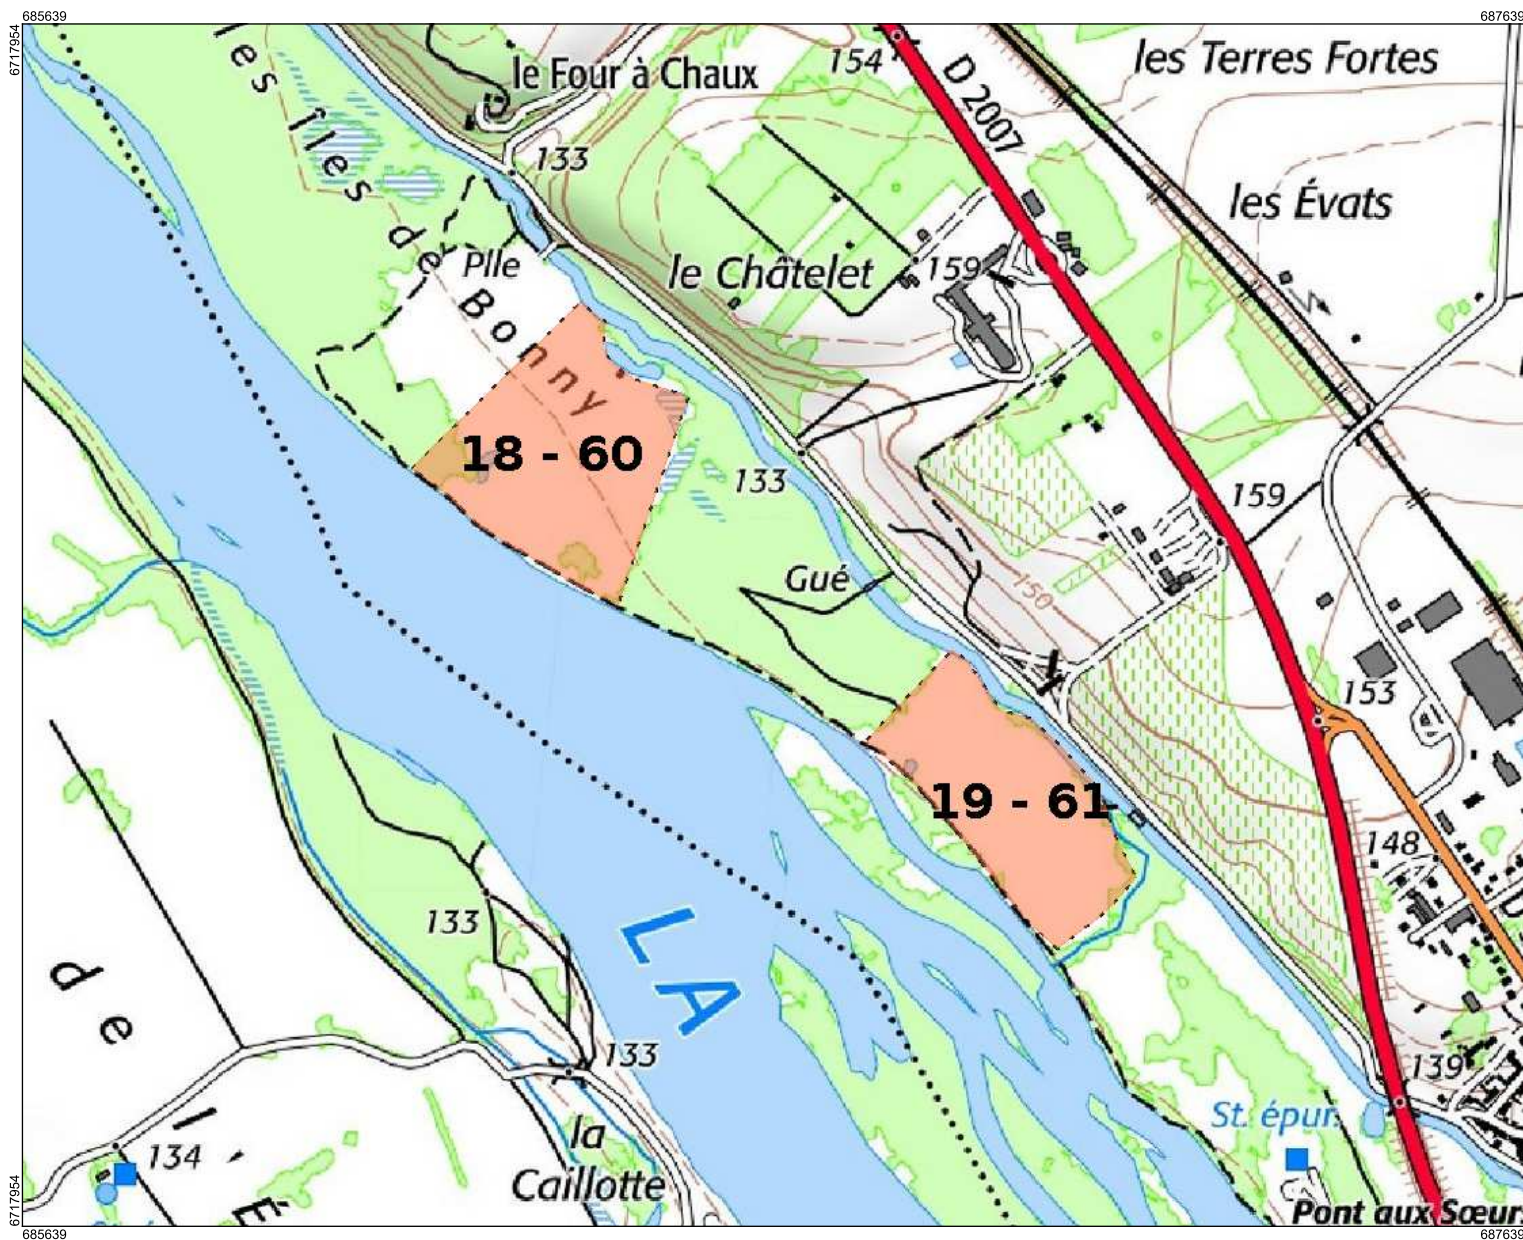 685639
687639
6717954
les Îles de Bonny
le Four à Chaux
154
D 2007
les Terres Fortes
133
les Évats
Plle
le Châtelet
159
18 - 60
133
159
Gué
150
153
19 - 61
148
133
LA
de
133
139
St. épur.
la
Caillotte
134
l'É
Pont aux Sœurs
6717954
685639
687639